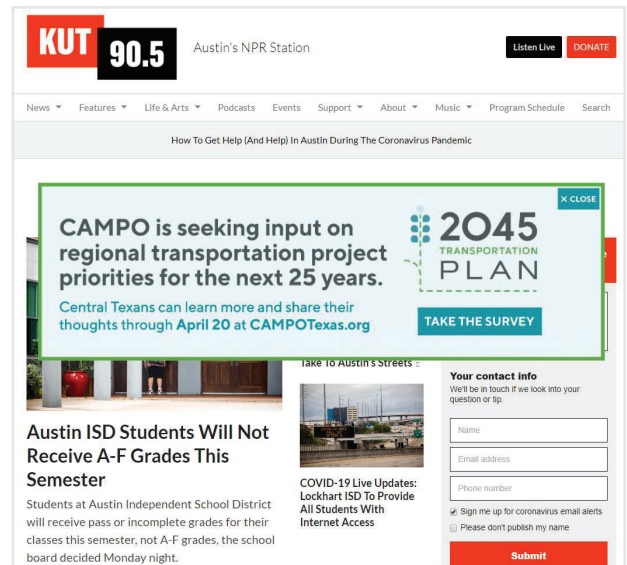 KUT 90.5
Austin's NPR Station
Listen Live
DONATE
News Features Life & Arts Podcasts Events Support About Music Program Schedule Search
How To Get Help (And Help) In Austin During The Coronavirus Pandemic
X CLOSE
CAMPO is seeking input on
regional transportation project
priorities for the next 25 years.
Central Texans can learn more and share their
thoughts through April 20 at CAMPOTexas.org
2045
TRANSPORTATION
PLAN
TAKE THE SURVEY
Take To Austin's Streets
Austin ISD Students Will Not
Receive A-F Grades This
Semester
Students at Austin Independent School District
will receive pass or incomplete grades for their
classes this semester, not A-F grades, the school
board decided Monday night.
COVID-19 Live Updates:
Lockhart ISD To Provide
All Students With
Internet Access
Your contact info
We'll be in touch if we look into your
question or tip.
Name
Email address
Phone number
Sign me up for coronavirus email alerts
Please don't publish my name
Submit